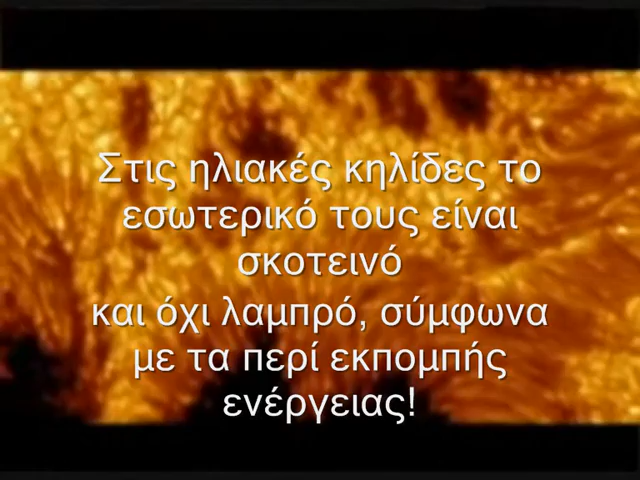 Στις ηλιακές κηλίδες το
εσωτερικό τους είναι
σκοτεινό
και όχι λαμπρό, σύμφωνα
με τα περί εκπομπής
ενέργειας!